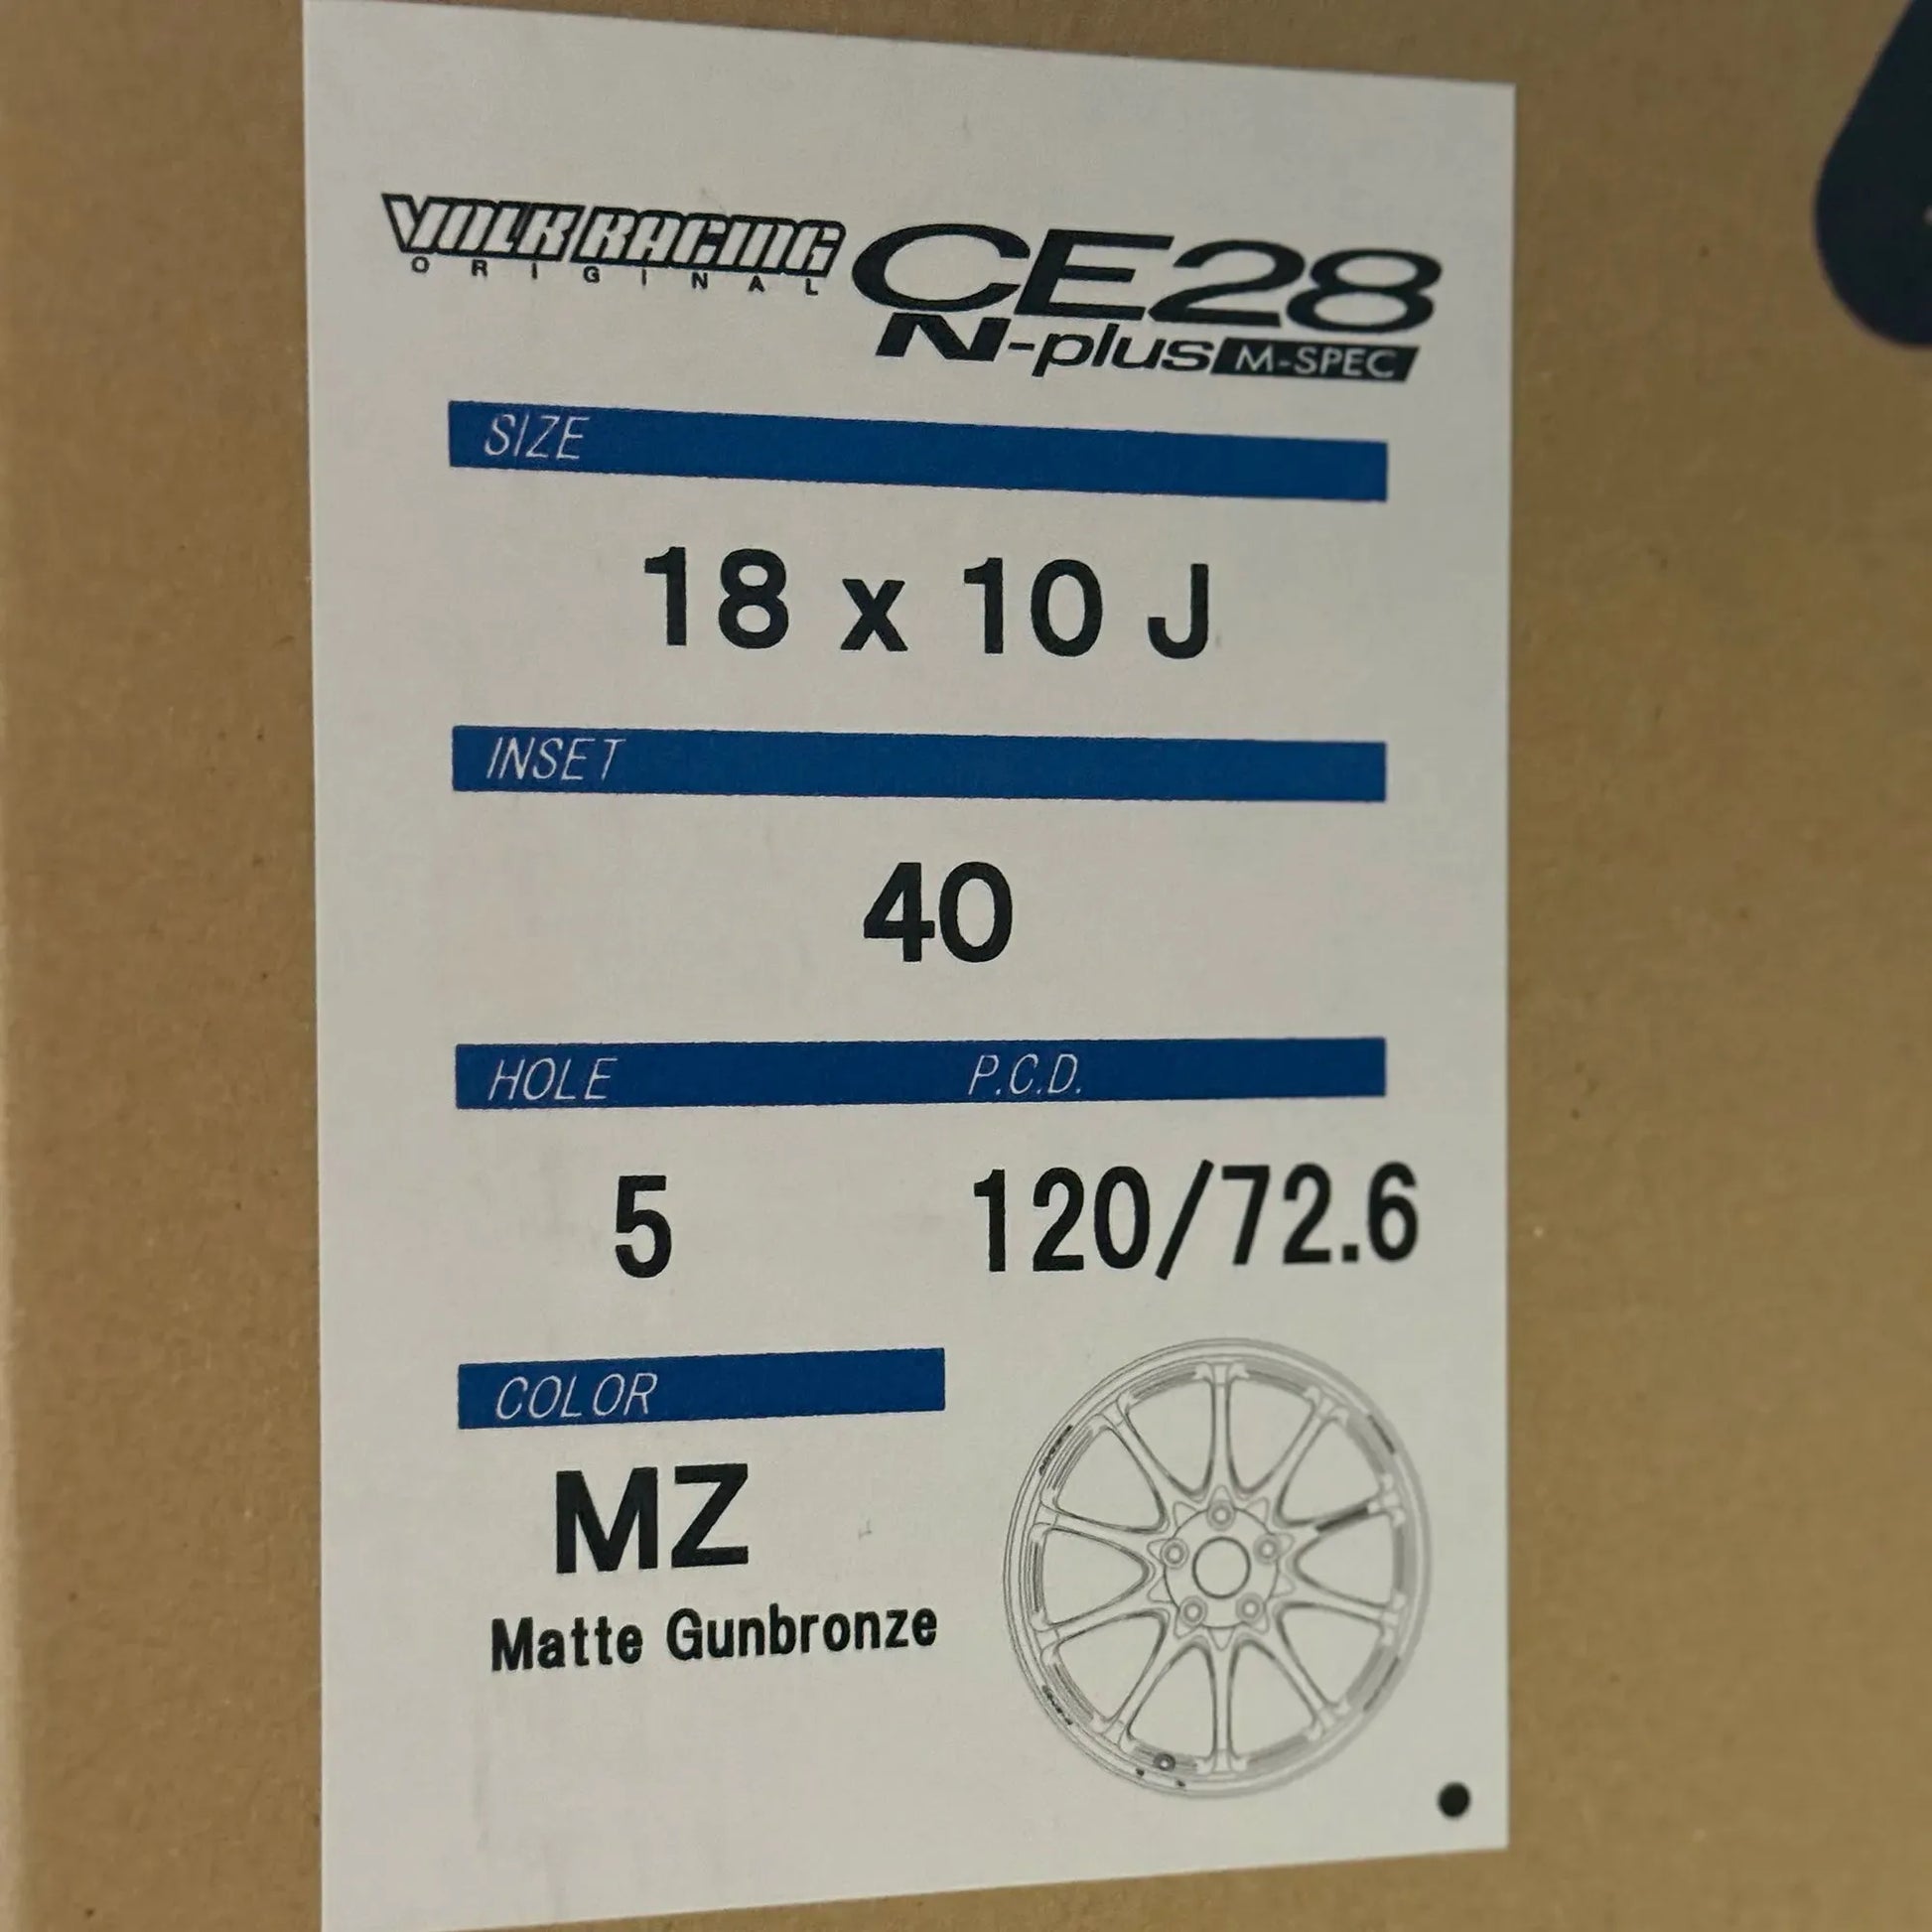 VOLK RACING CE28
ORIGINAL
N-plus M-SPEC
SIZE
18 x 10 J
INSET
40
HOLE P.C.D.
5 120/72.6
COLOR
MZ
Matte Gunbronze